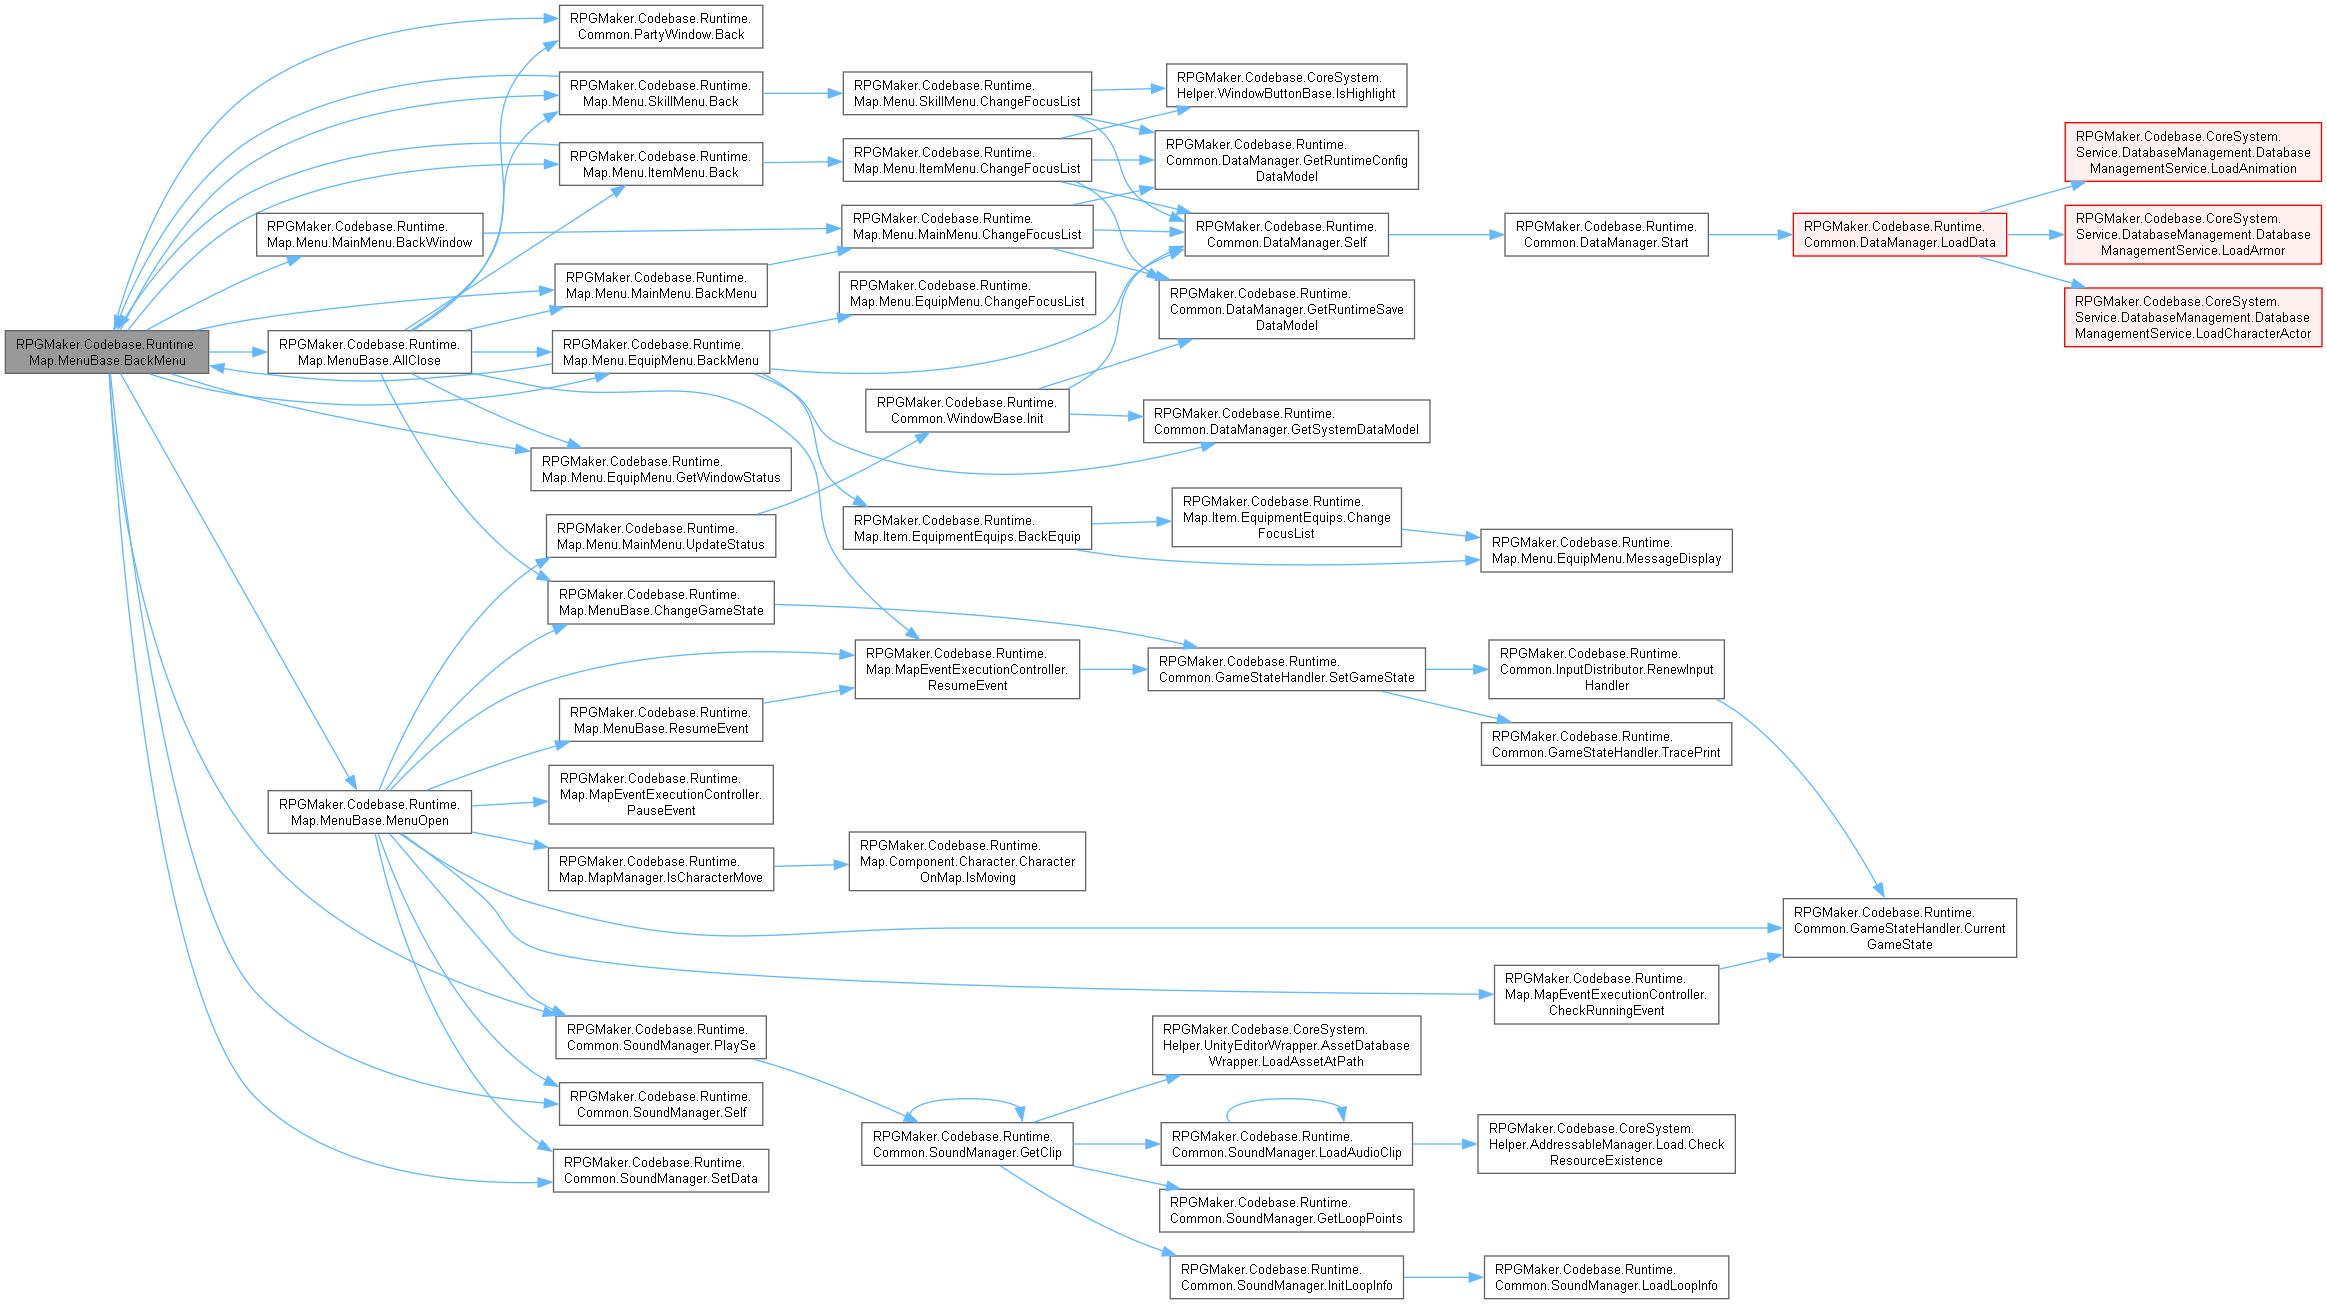 RPGMaker.Codebase.Runtime.
Common.PartyWindow.Back
RPGMaker.Codebase.Runtime.
Map.Menu.SkillMenu.Back
RPGMaker.Codebase.Runtime.
Map.Menu.ItemMenu.Back
RPGMaker.Codebase.Runtime.
Map.Menu.MainMenu.BackWindow
RPGMaker.Codebase.Runtime.
Map.Menu.MainMenu.BackMenu
RPGMaker.Codebase.Runtime.
Map.MenuBase.BackMenu
RPGMaker.Codebase.Runtime.
Map.MenuBase.AllClose
RPGMaker.Codebase.Runtime.
Map.Menu.EquipMenu.BackMenu
RPGMaker.Codebase.Runtime.
Map.Menu.EquipMenu.GetWindowStatus
RPGMaker.Codebase.Runtime.
Map.Menu.MainMenu.UpdateStatus
RPGMaker.Codebase.Runtime.
Map.MenuBase.ChangeGameState
RPGMaker.Codebase.Runtime.
Map.MenuBase.ResumeEvent
RPGMaker.Codebase.Runtime.
Map.MapEventExecutionController.
PauseEvent
RPGMaker.Codebase.Runtime.
Map.MenuBase.MenuOpen
RPGMaker.Codebase.Runtime.
Map.MapManager.IsCharacterMove
RPGMaker.Codebase.Runtime.
Common.SoundManager.PlaySe
RPGMaker.Codebase.Runtime.
Common.SoundManager.Self
RPGMaker.Codebase.Runtime.
Common.SoundManager.SetData
RPGMaker.Codebase.Runtime.
Map.Menu.SkillMenu.ChangeFocusList
RPGMaker.Codebase.Runtime.
Map.Menu.ItemMenu.ChangeFocusList
RPGMaker.Codebase.Runtime.
Map.Menu.MainMenu.ChangeFocusList
RPGMaker.Codebase.Runtime.
Map.Menu.EquipMenu.ChangeFocusList
RPGMaker.Codebase.Runtime.
Common.WindowBase.Init
RPGMaker.Codebase.Runtime.
Map.Item.EquipmentEquips.BackEquip
RPGMaker.Codebase.Runtime.
Map.MapEventExecutionController.
ResumeEvent
RPGMaker.Codebase.Runtime.
Map.Component.Character.Character
OnMap.IsMoving
RPGMaker.Codebase.Runtime.
Common.SoundManager.GetClip
RPGMaker.Codebase.CoreSystem.
Helper.WindowButtonBase.IsHighlight
RPGMaker.Codebase.Runtime.
Common.DataManager.GetRuntimeConfig
DataModel
RPGMaker.Codebase.Runtime.
Common.DataManager.Self
RPGMaker.Codebase.Runtime.
Common.DataManager.GetRuntimeSave
DataModel
RPGMaker.Codebase.Runtime.
Common.DataManager.GetSystemDataModel
RPGMaker.Codebase.Runtime.
Map.Item.EquipmentEquips.Change
FocusList
RPGMaker.Codebase.Runtime.
Common.GameStateHandler.SetGameState
RPGMaker.Codebase.CoreSystem.
Helper.UnityEditorWrapper.AssetDatabase
Wrapper.LoadAssetAtPath
RPGMaker.Codebase.Runtime.
Common.SoundManager.LoadAudioClip
RPGMaker.Codebase.Runtime.
Common.SoundManager.GetLoopPoints
RPGMaker.Codebase.Runtime.
Common.SoundManager.InitLoopInfo
RPGMaker.Codebase.Runtime.
Common.DataManager.Start
RPGMaker.Codebase.Runtime.
Map.Menu.EquipMenu.MessageDisplay
RPGMaker.Codebase.Runtime.
Common.InputDistributor.RenewInput
Handler
RPGMaker.Codebase.Runtime.
Common.GameStateHandler.TracePrint
RPGMaker.Codebase.Runtime.
Map.MapEventExecutionController.
CheckRunningEvent
RPGMaker.Codebase.CoreSystem.
Helper.AddressableManager.Load.Check
ResourceExistence
RPGMaker.Codebase.Runtime.
Common.SoundManager.LoadLoopInfo
RPGMaker.Codebase.Runtime.
Common.DataManager.LoadData
RPGMaker.Codebase.Runtime.
Common.GameStateHandler.Current
GameState
RPGMaker.Codebase.CoreSystem.
Service.DatabaseManagement.Database
ManagementService.LoadAnimation
RPGMaker.Codebase.CoreSystem.
Service.DatabaseManagement.Database
ManagementService.LoadArmor
RPGMaker.Codebase.CoreSystem.
Service.DatabaseManagement.Database
ManagementService.LoadCharacterActor